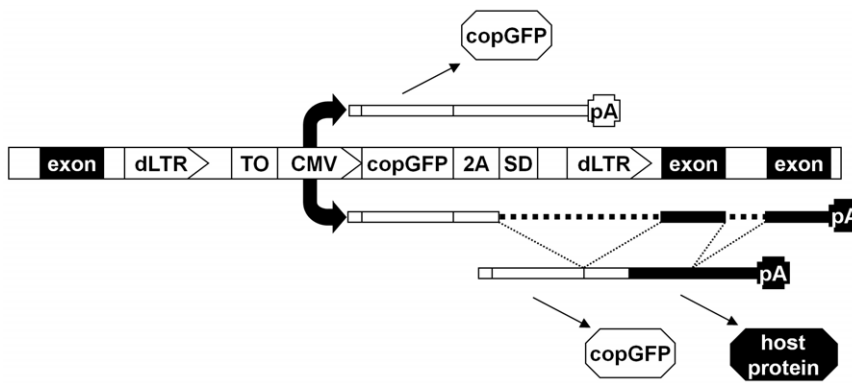 copGFP
pA
exon dLTR TO CMV copGFP 2A SD dLTR exon exon
pA
pA
copGFP
host
protein